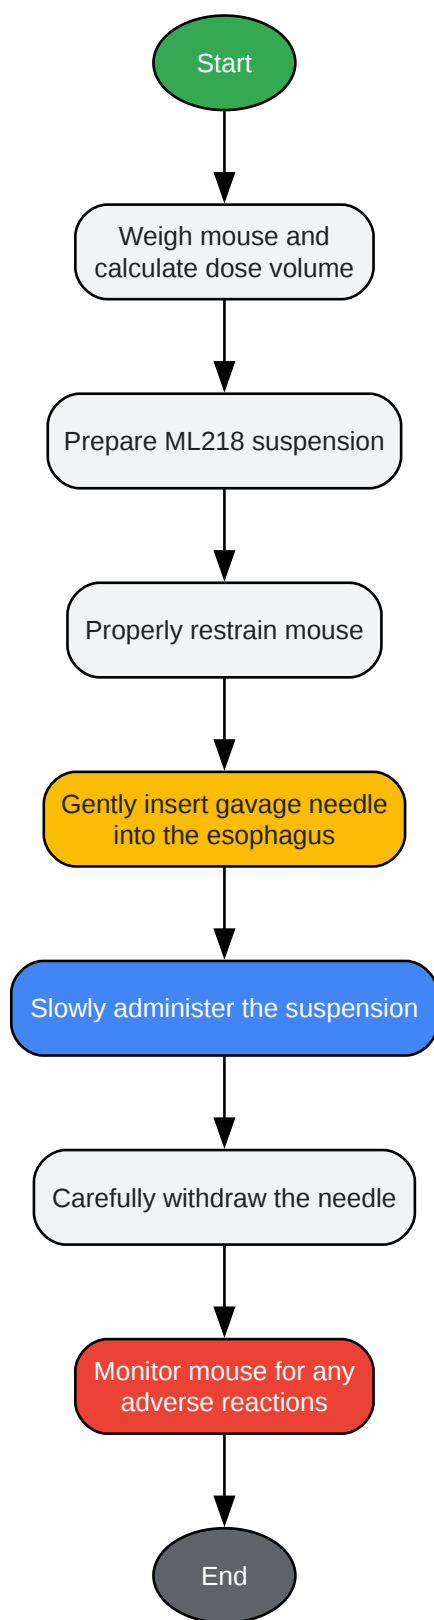 Start
Weigh mouse and
calculate dose volume
Prepare ML218 suspension
Properly restrain mouse
Gently insert gavage needle
into the esophagus
Slowly administer the suspension
Carefully withdraw the needle
Monitor mouse for any
adverse reactions
End